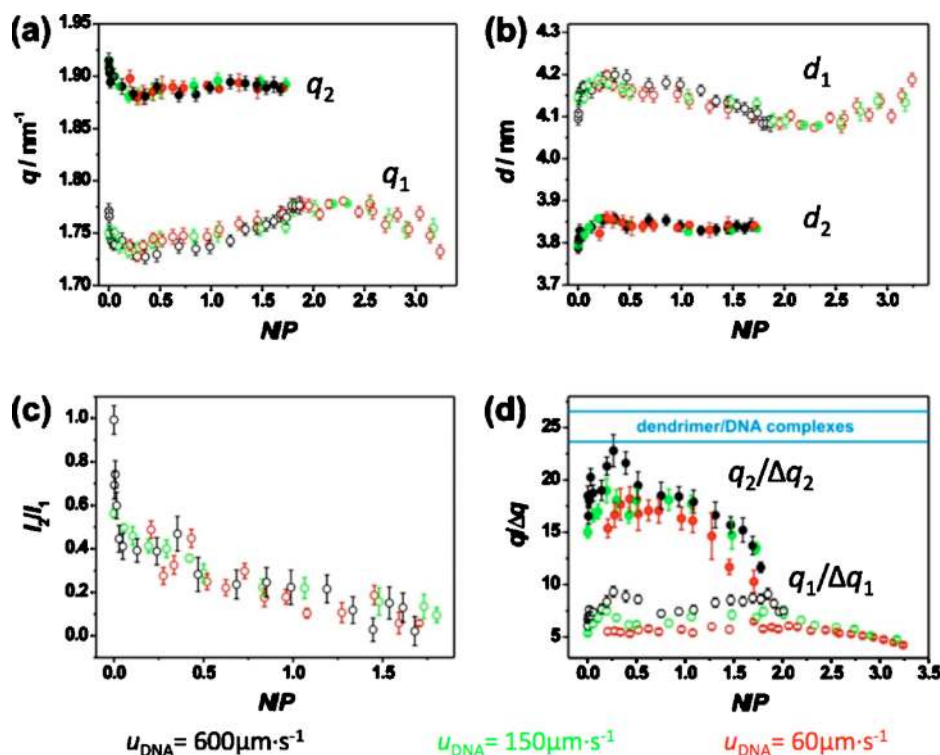 (a)
1.95
1.90
1.85
1.80
1.75
1.70
q / nm⁻¹
q₂
q₁
0.0 0.5 1.0 1.5 2.0 2.5 3.0
N/P
(b)
4.3
4.2
4.1
4.0
3.9
3.8
3.7
d / nm
d₁
d₂
0.0 0.5 1.0 1.5 2.0 2.5 3.0
N/P
(c)
1.0
0.8
0.6
0.4
0.2
0.0
I₂/I₁
0.0 0.5 1.0 1.5
N/P
(d)
25
20
15
10
5
q/Δq
dendrimer/DNA complexes
q₂/Δq₂
q₁/Δq₁
0.0 0.5 1.0 1.5 2.0 2.5 3.0 3.5
N/P
u_DNA = 600μm·s⁻¹ u_DNA = 150μm·s⁻¹ u_DNA = 60μm·s⁻¹